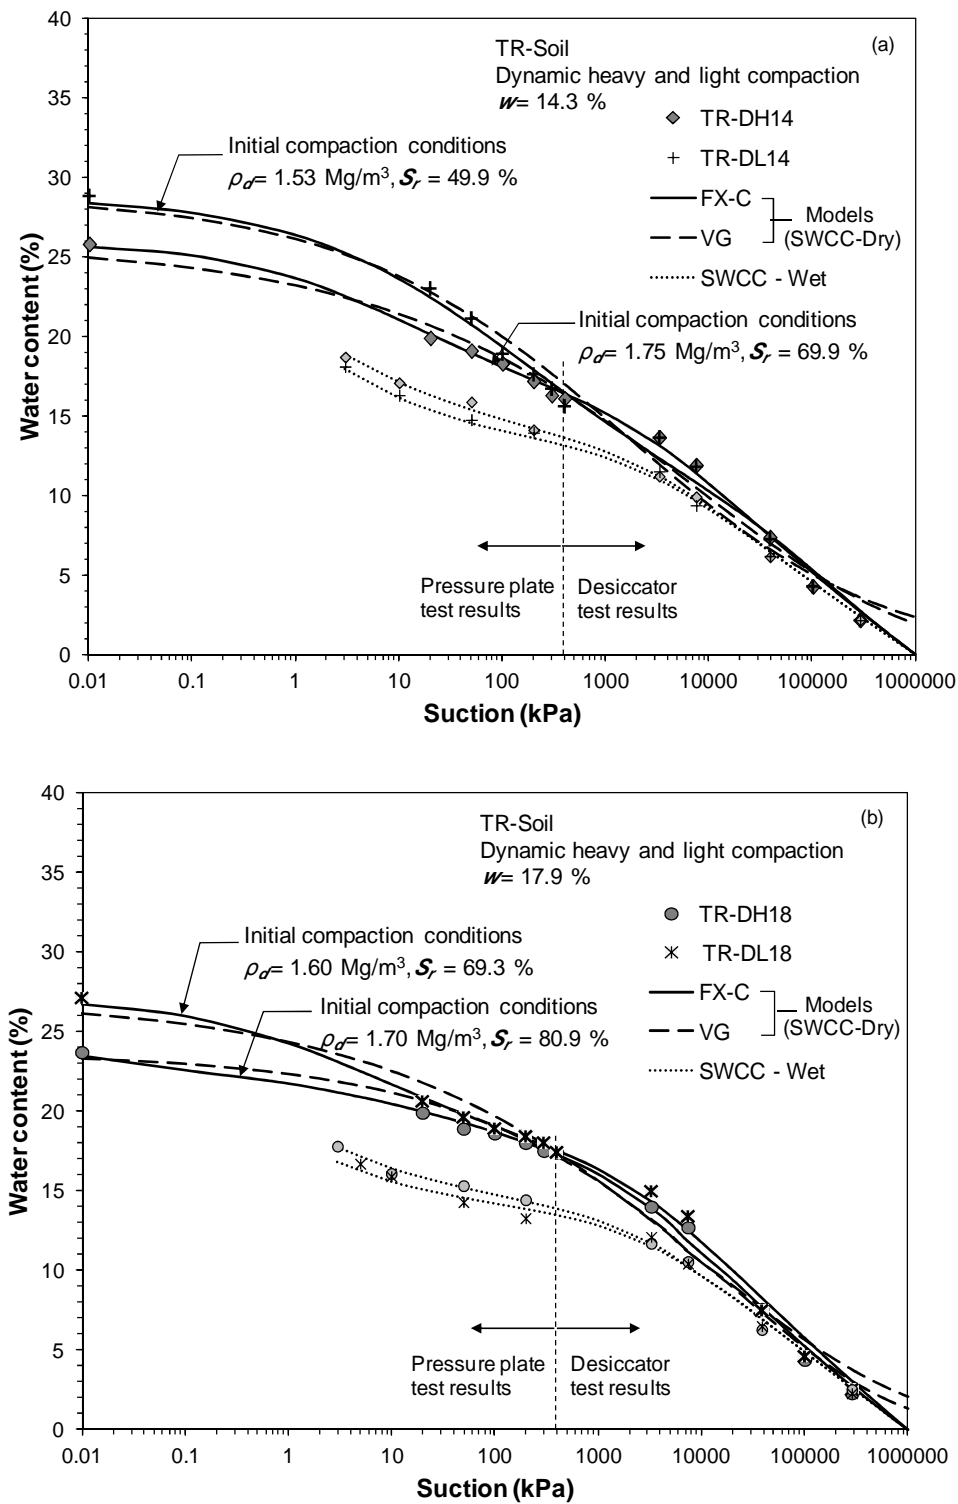 40
35
30
25
20
15
10
5
0
Water content (%)
TR-Soil
(a)
Dynamic heavy and light compaction
w= 14.3 %
TR-DH14
TR-DL14
FX-C
VG
Models
(SWCC-Dry)
SWCC - Wet
Initial compaction conditions
ρd= 1.53 Mg/m³, Sr = 49.9 %
Initial compaction conditions
ρd= 1.75 Mg/m³, Sr = 69.9 %
Pressure plate
test results
Desiccator
test results
0.01 0.1 1 10 100 1000 10000 100000 1000000
Suction (kPa)
40
35
30
25
20
15
10
5
0
Water content (%)
TR-Soil
(b)
Dynamic heavy and light compaction
w= 17.9 %
TR-DH18
TR-DL18
FX-C
VG
Models
(SWCC-Dry)
SWCC - Wet
Initial compaction conditions
ρd= 1.60 Mg/m³, Sr = 69.3 %
Initial compaction conditions
ρd= 1.70 Mg/m³, Sr = 80.9 %
Pressure plate
test results
Desiccator
test results
0.01 0.1 1 10 100 1000 10000 100000 1000000
Suction (kPa)